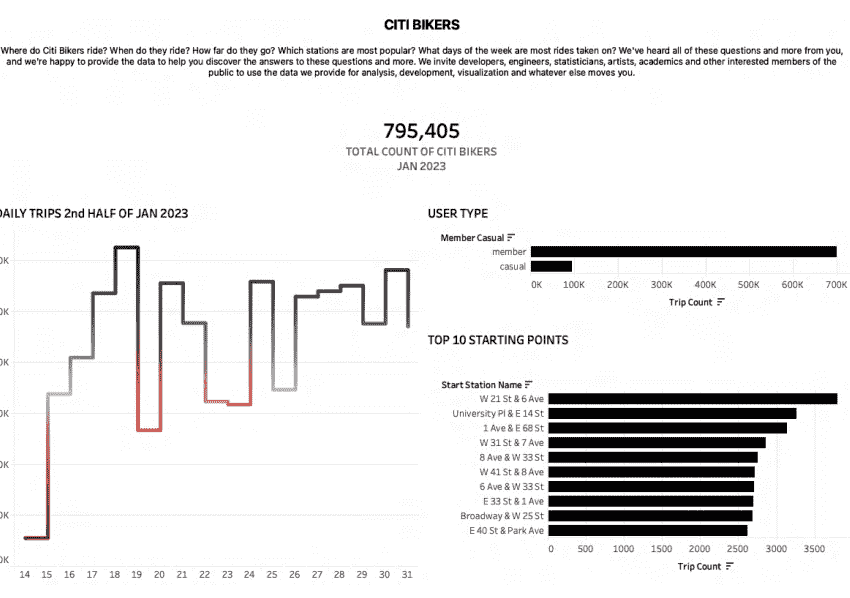 CITI BIKERS
Where do Citi Bikers ride? When do they ride? How far do they go? Which stations are most popular? What days of the week are most rides taken on? We've heard all of these questions and more from you,
and we're happy to provide the data to help you discover the answers to these questions and more. We invite developers, engineers, statisticians, artists, academics and other interested members of the
public to use the data we provide for analysis, development, visualization and whatever else moves you.
795,405
TOTAL COUNT OF CITI BIKERS
JAN 2023
DAILY TRIPS 2nd HALF OF JAN 2023
0K
0K
0K
0K
0K
0K
0K
14 15 16 17 18 19 20 21 22 23 24 25 26 27 28 29 30 31
USER TYPE
Member Casual
member
casual
0K 100K 200K 300K 400K 500K 600K 700K
Trip Count
TOP 10 STARTING POINTS
Start Station Name
W 21 St & 6 Ave
University Pl & E 14 St
1 Ave & E 68 St
W 31 St & 7 Ave
8 Ave & W 33 St
W 41 St & 8 Ave
6 Ave & W 33 St
E 33 St & 1 Ave
Broadway & W 25 St
E 40 St & Park Ave
0 500 1000 1500 2000 2500 3000 3500
Trip Count